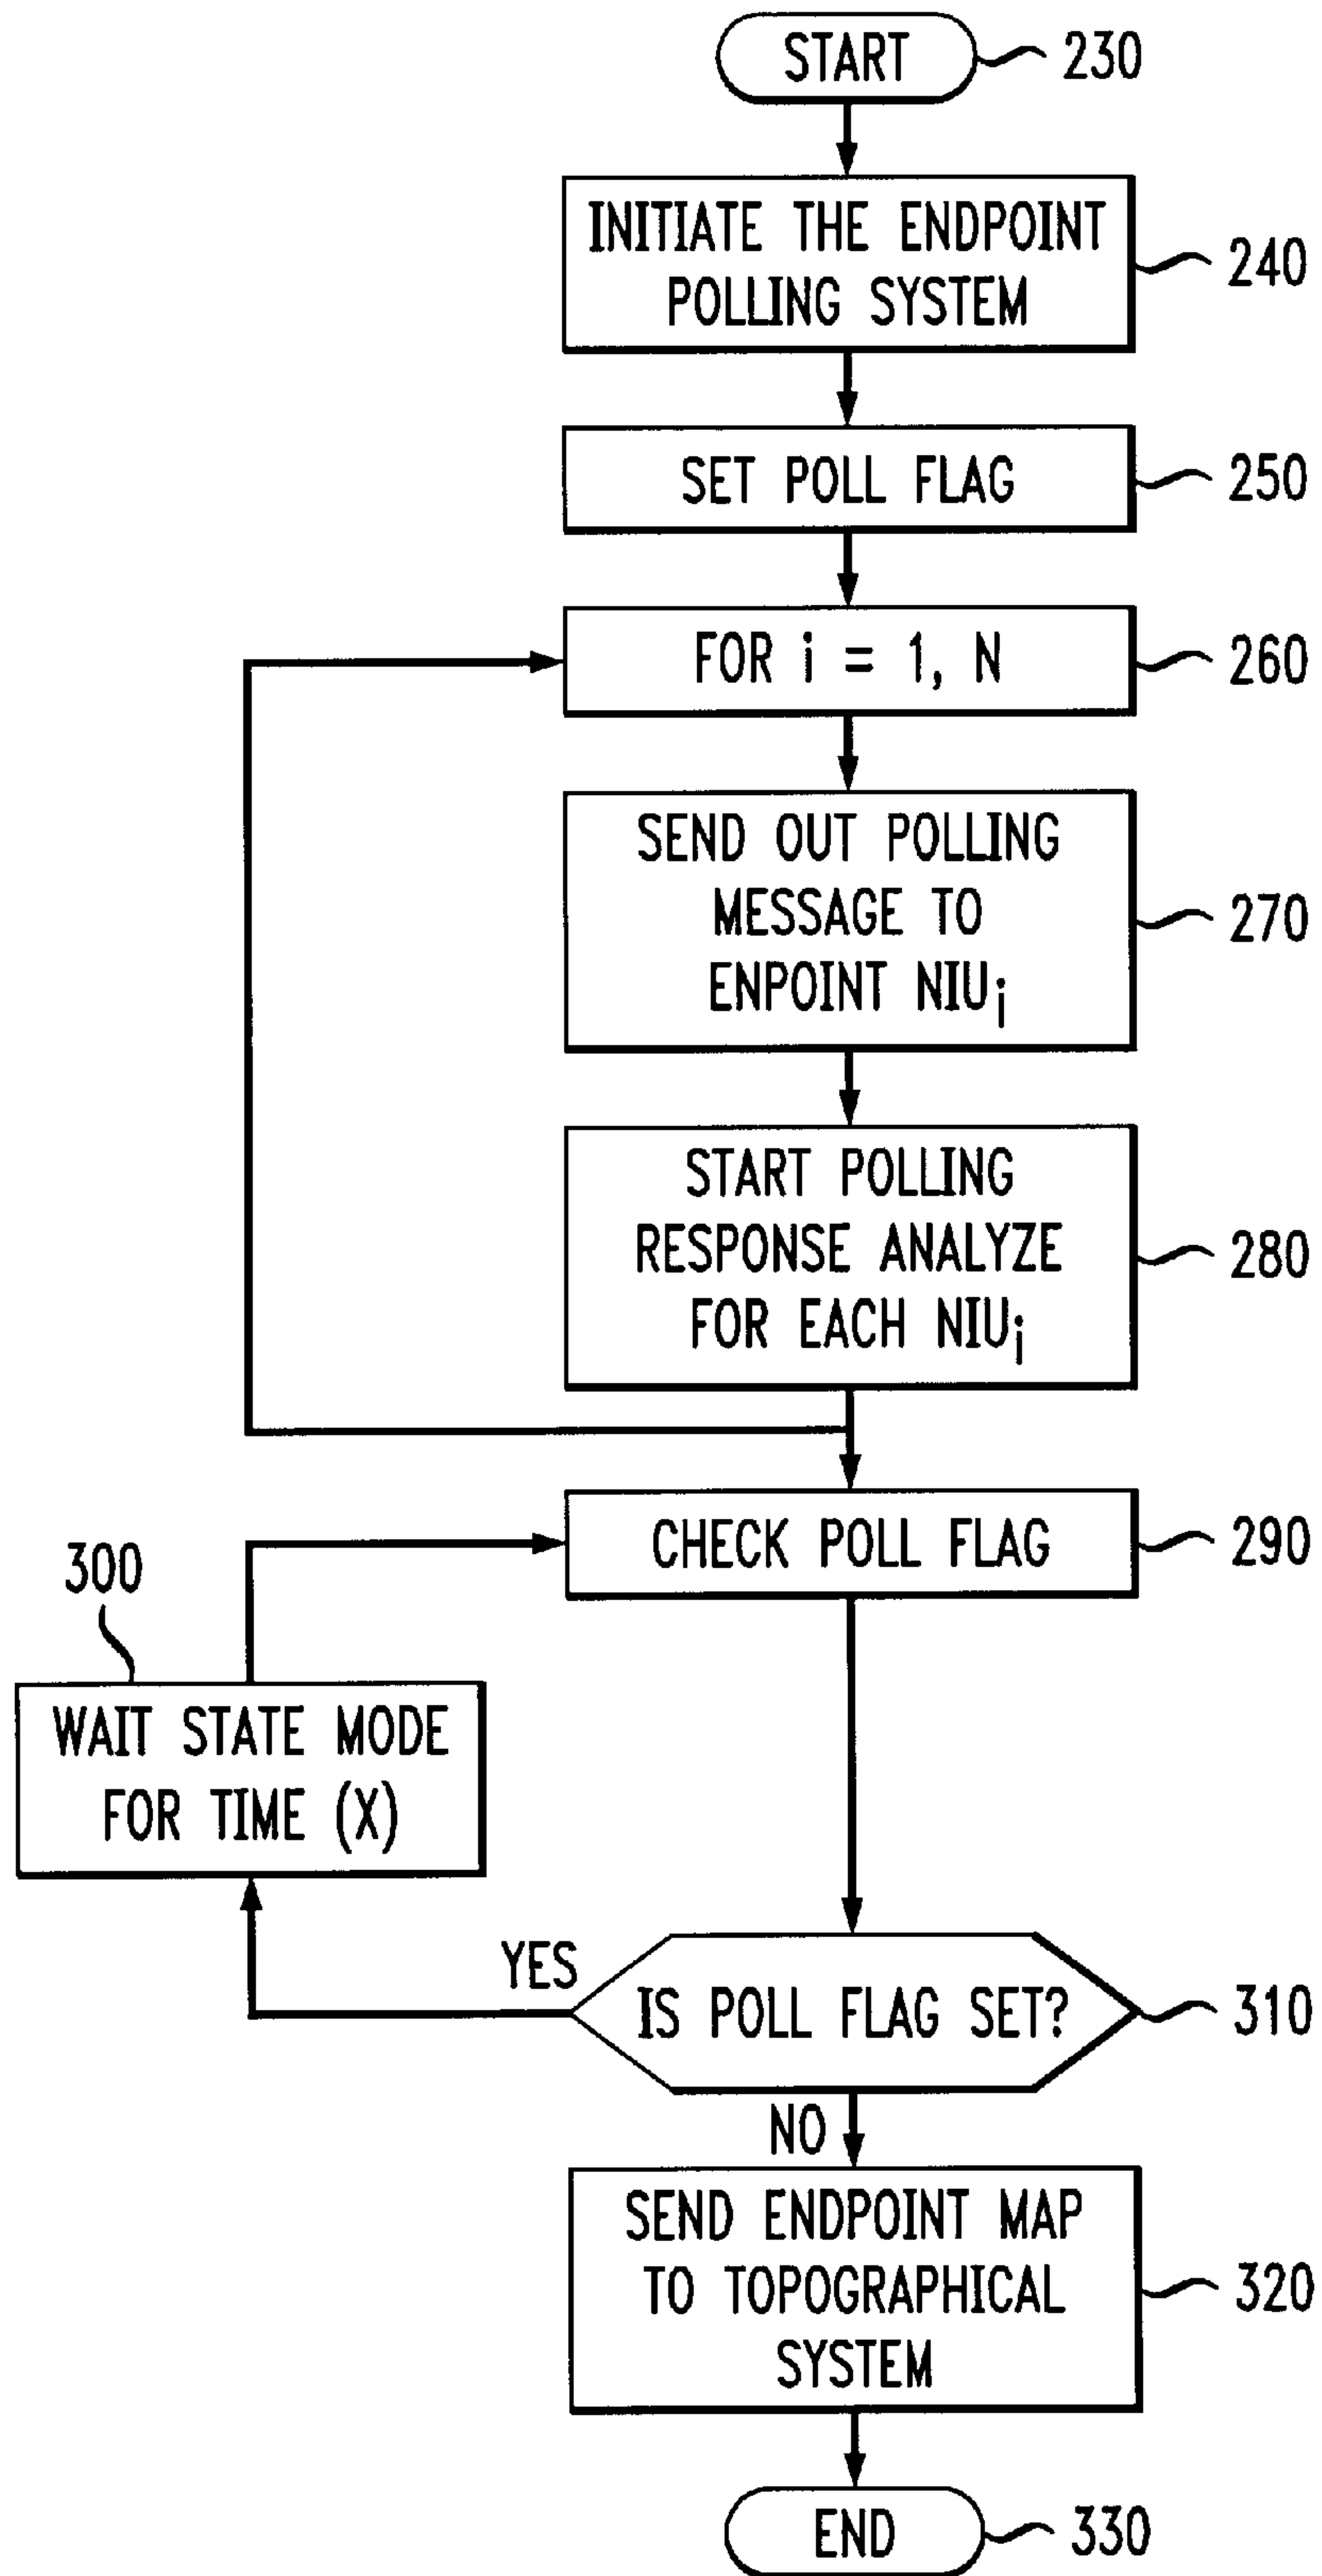 START
230
INITIATE THE ENDPOINT
POLLING SYSTEM
240
SET POLL FLAG
250
FOR i = 1, N
260
SEND OUT POLLING
MESSAGE TO
ENPOINT NIUi
270
START POLLING
RESPONSE ANALYZE
FOR EACH NIUi
280
CHECK POLL FLAG
290
300
WAIT STATE MODE
FOR TIME (X)
YES
IS POLL FLAG SET?
310
NO
SEND ENDPOINT MAP
TO TOPOGRAPHICAL
SYSTEM
320
END
330